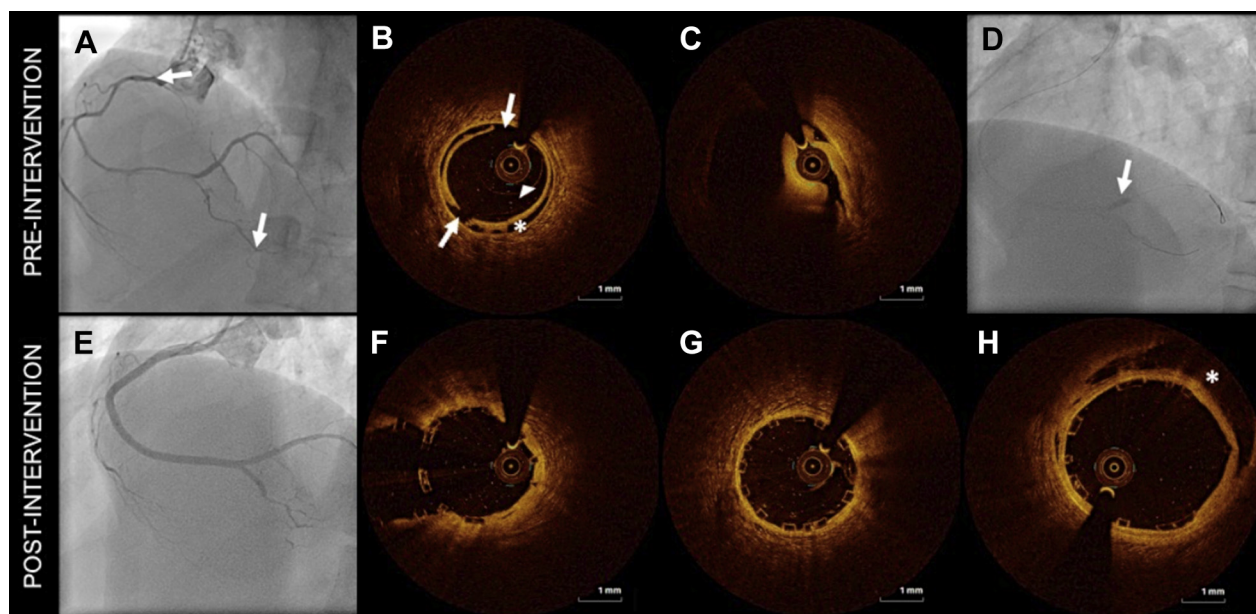 PRE-INTERVENTION
A
B
C
D
*
1 mm
1 mm
POST-INTERVENTION
E
F
G
H
*
1 mm
1 mm
1 mm